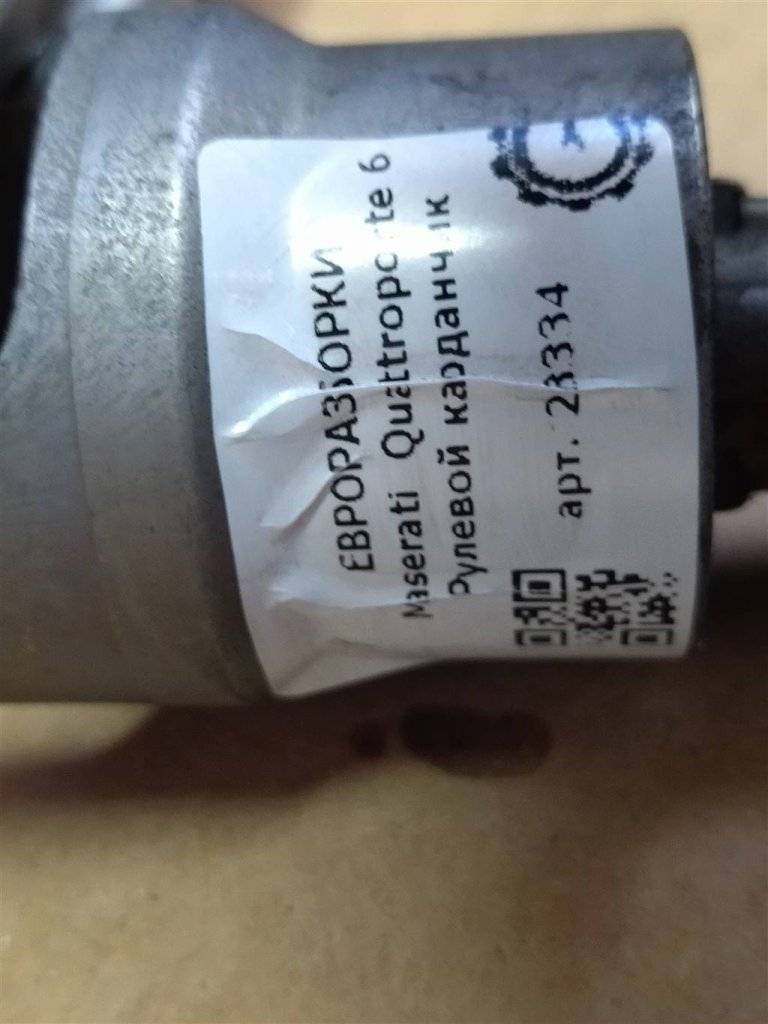 ЕВРОРАЗБОРКИ
Maserati Quattroporte 6
Рулевой карданчик
арт. 23334